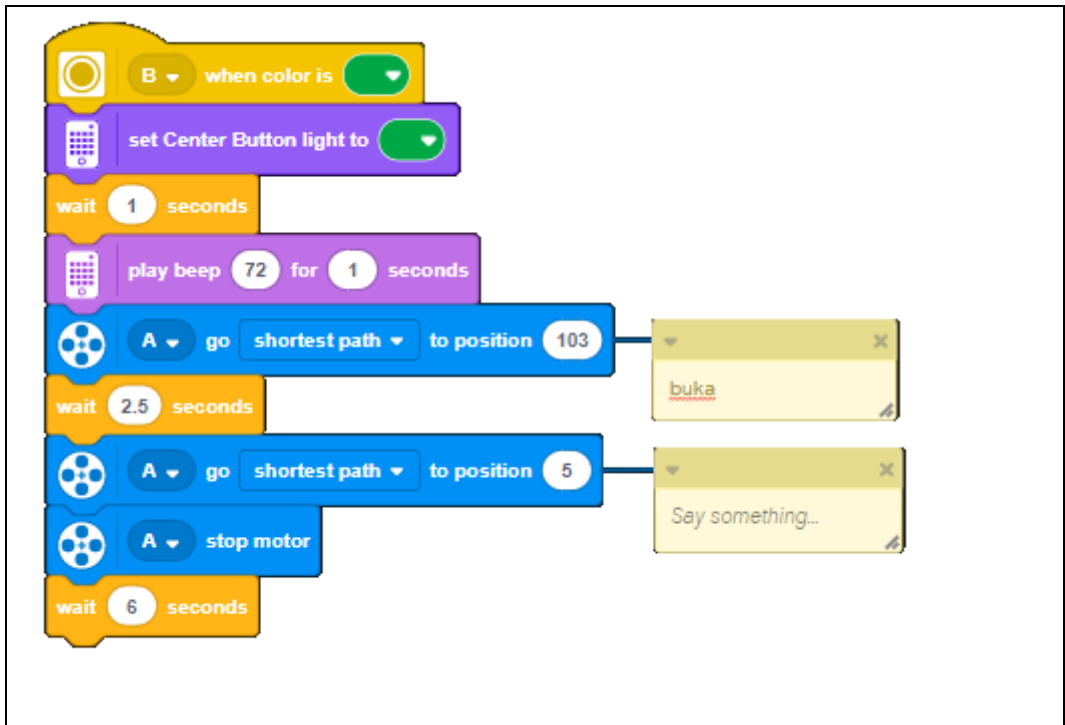 B when color is
set Center Button light to
wait 1 seconds
play beep 72 for 1 seconds
A go shortest path to position 103
buka
wait 2.5 seconds
A go shortest path to position 5
Say something...
A stop motor
wait 6 seconds